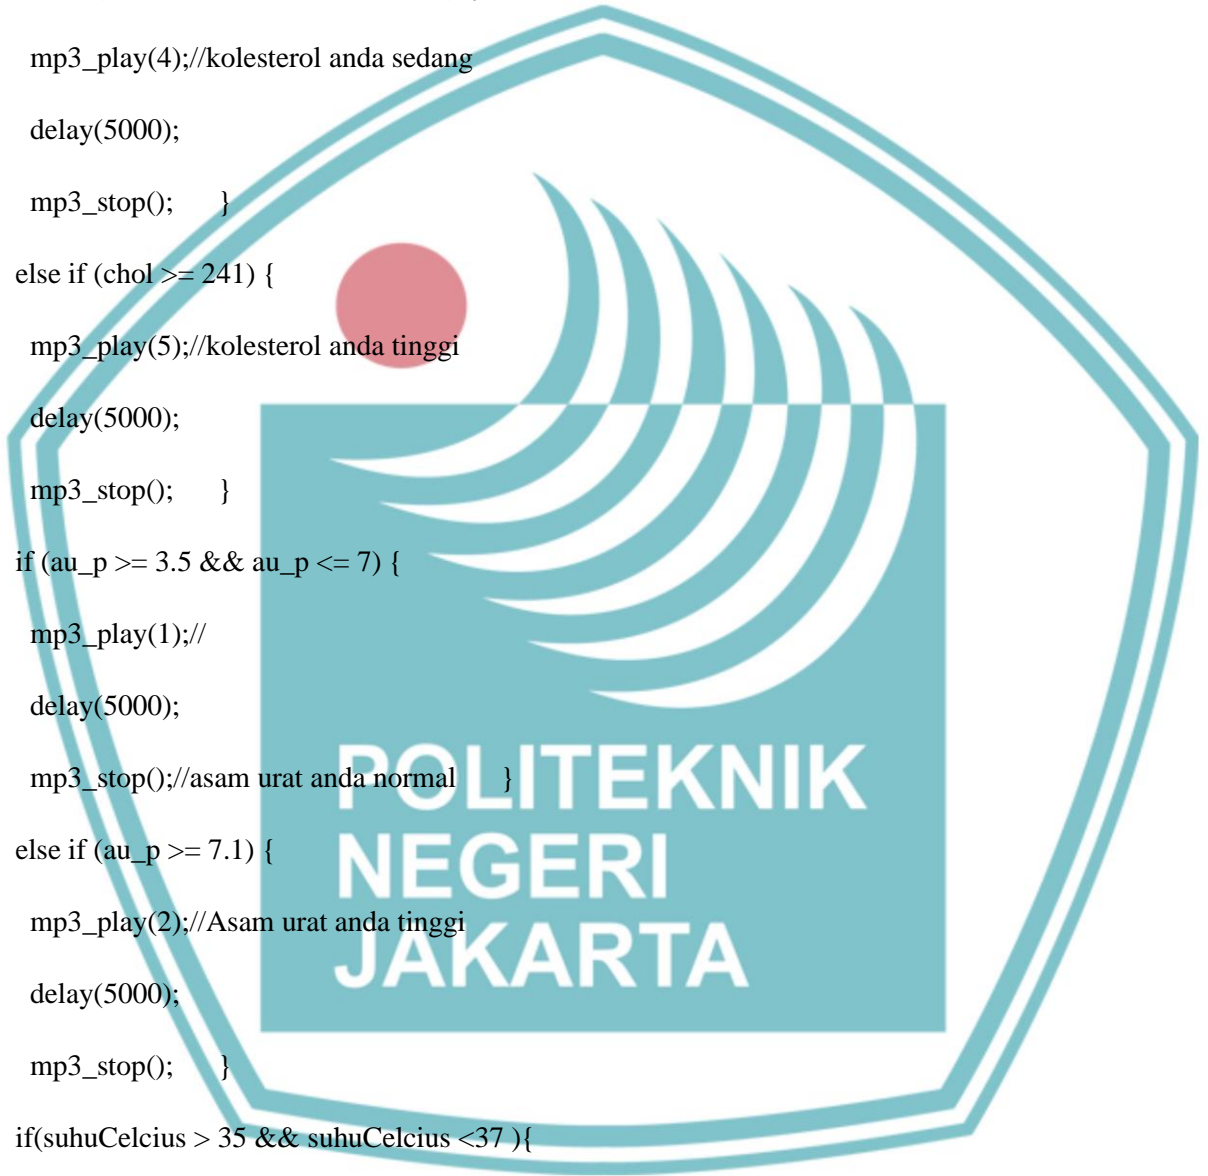 mp3_play(4);//kolesterol anda sedang
delay(5000);
mp3_stop(); }
else if (chol >= 241) {
mp3_play(5);//kolesterol anda tinggi
delay(5000);
mp3_stop(); }
if (au_p >= 3.5 && au_p <= 7) {
mp3_play(1);//
delay(5000);
mp3_stop();//asam urat anda normal }
else if (au_p >= 7.1) {
mp3_play(2);//Asam urat anda tinggi
delay(5000);
mp3_stop(); }
if(suhuCelcius > 35 && suhuCelcius <37 ){
POLITEKNIK
NEGERI
JAKARTA